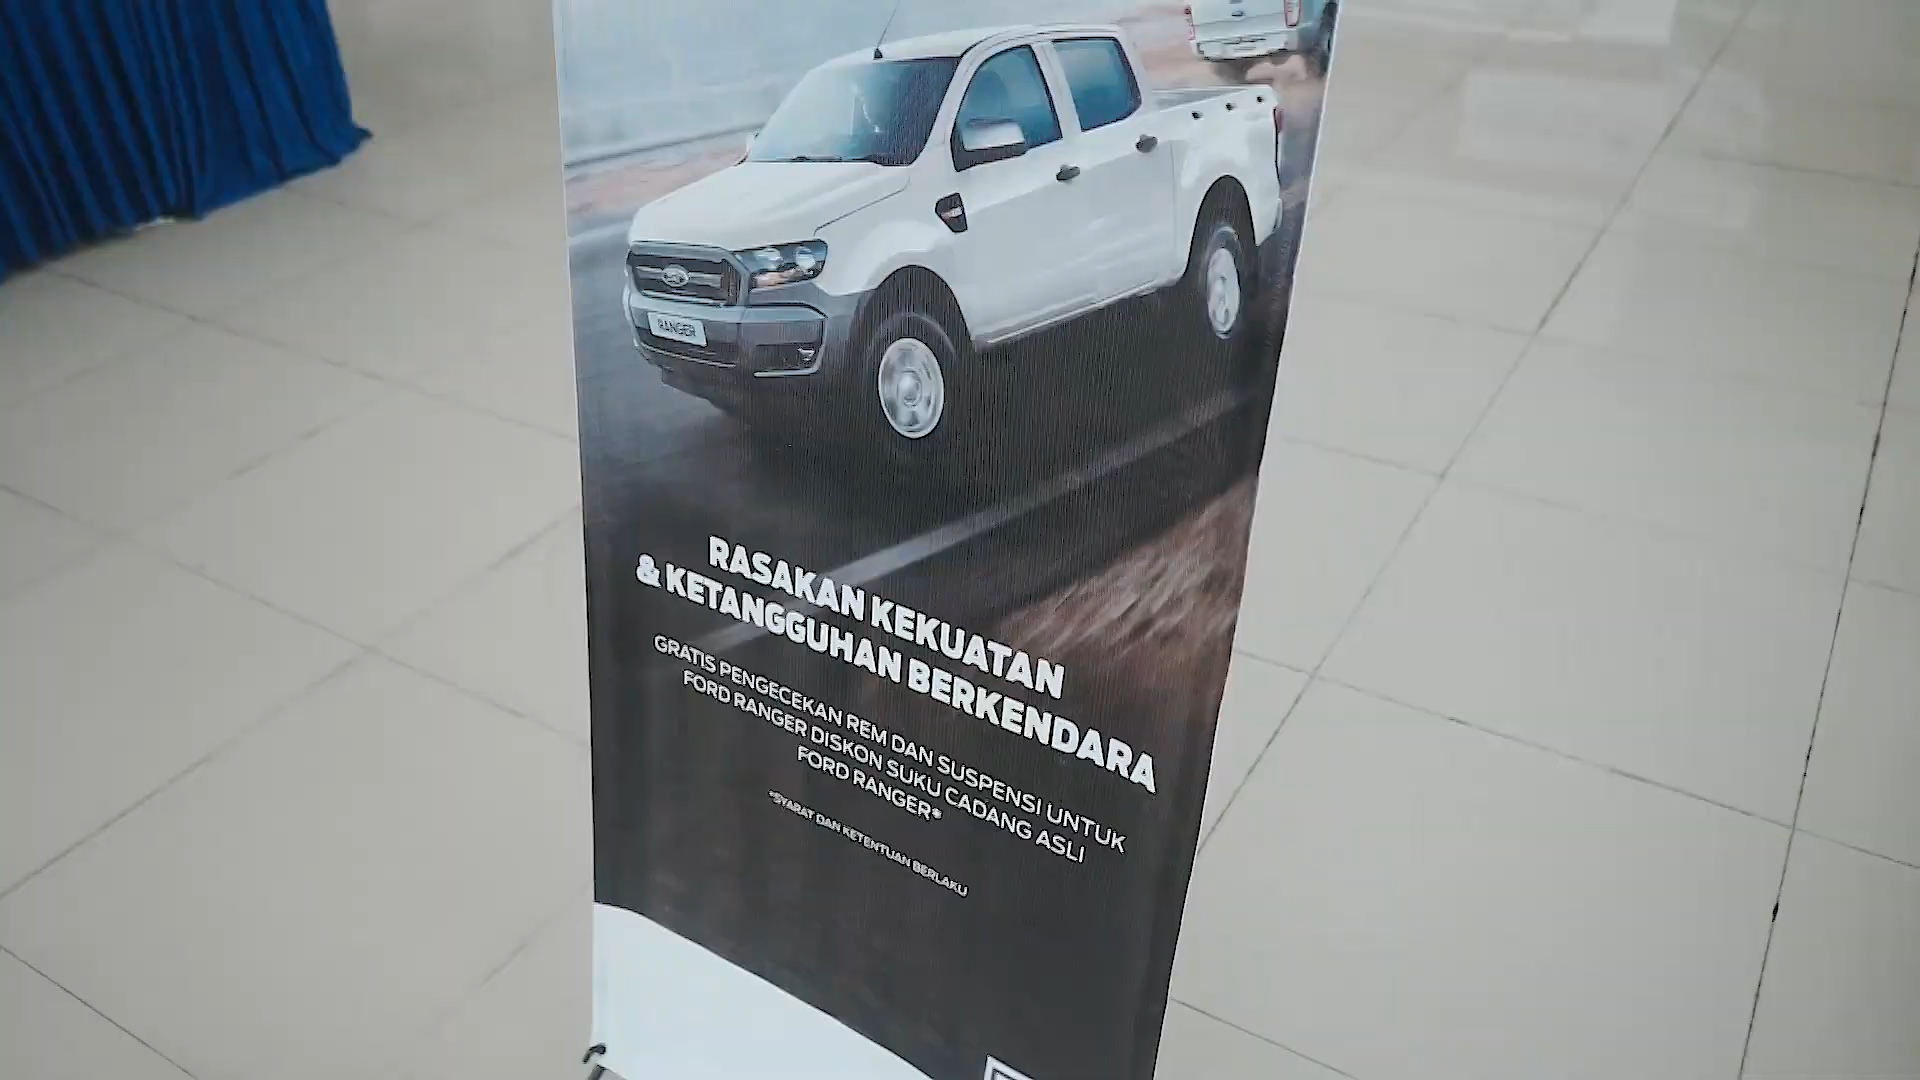 RANGER
RASAKAN KEKUATAN
& KETANGGUHAN BERKENDARA
GRATIS PENGECEKAN REM DAN SUSPENSI UNTUK
FORD RANGER DISKON SUKU CADANG ASLI
FORD RANGER*
*SYARAT DAN KETENTUAN BERLAKU